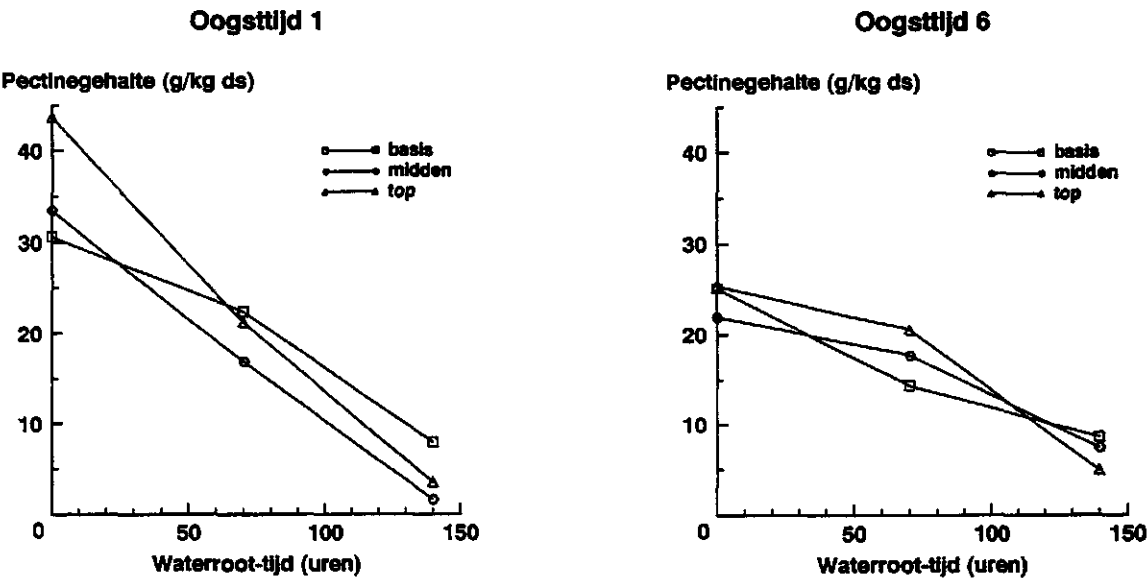 Oogsttijd 1
Pectinegehalte (g/kg ds)
basis
midden
top
40
30
20
10
0
50
100
150
Waterroot-tijd (uren)
Oogsttijd 6
Pectinegehalte (g/kg ds)
basis
midden
top
40
30
20
10
0
50
100
150
Waterroot-tijd (uren)